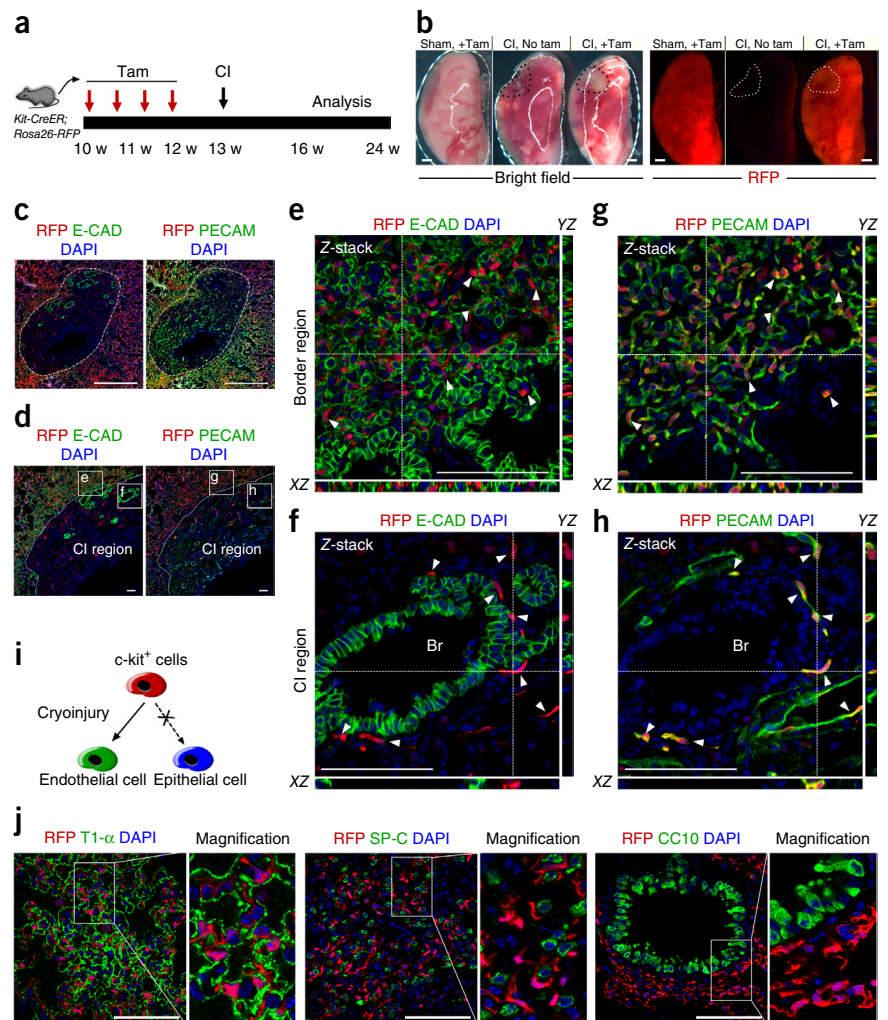 a
Tam
CI
Analysis
Kit-CreER;
Rosa26-RFP
10 w 11 w 12 w 13 w 16 w 24 w
b
Sham, +Tam CI, No tam CI, +Tam Sham, +Tam CI, No tam CI, +Tam
Bright field RFP
c
RFP E-CAD
DAPI
RFP PECAM
DAPI
d
RFP E-CAD
DAPI
RFP PECAM
DAPI
e
f
CI region
g
h
CI region
e
RFP E-CAD DAPI YZ
Z-stack
Border region
XZ
g
RFP PECAM DAPI YZ
Z-stack
XZ
f
RFP E-CAD DAPI YZ
Z-stack
Br
CI region
XZ
h
RFP PECAM DAPI YZ
Z-stack
Br
XZ
i
c-kit⁺ cells
Cryoinjury
Endothelial cell Epithelial cell
j
RFP T1-α DAPI Magnification RFP SP-C DAPI Magnification RFP CC10 DAPI Magnification